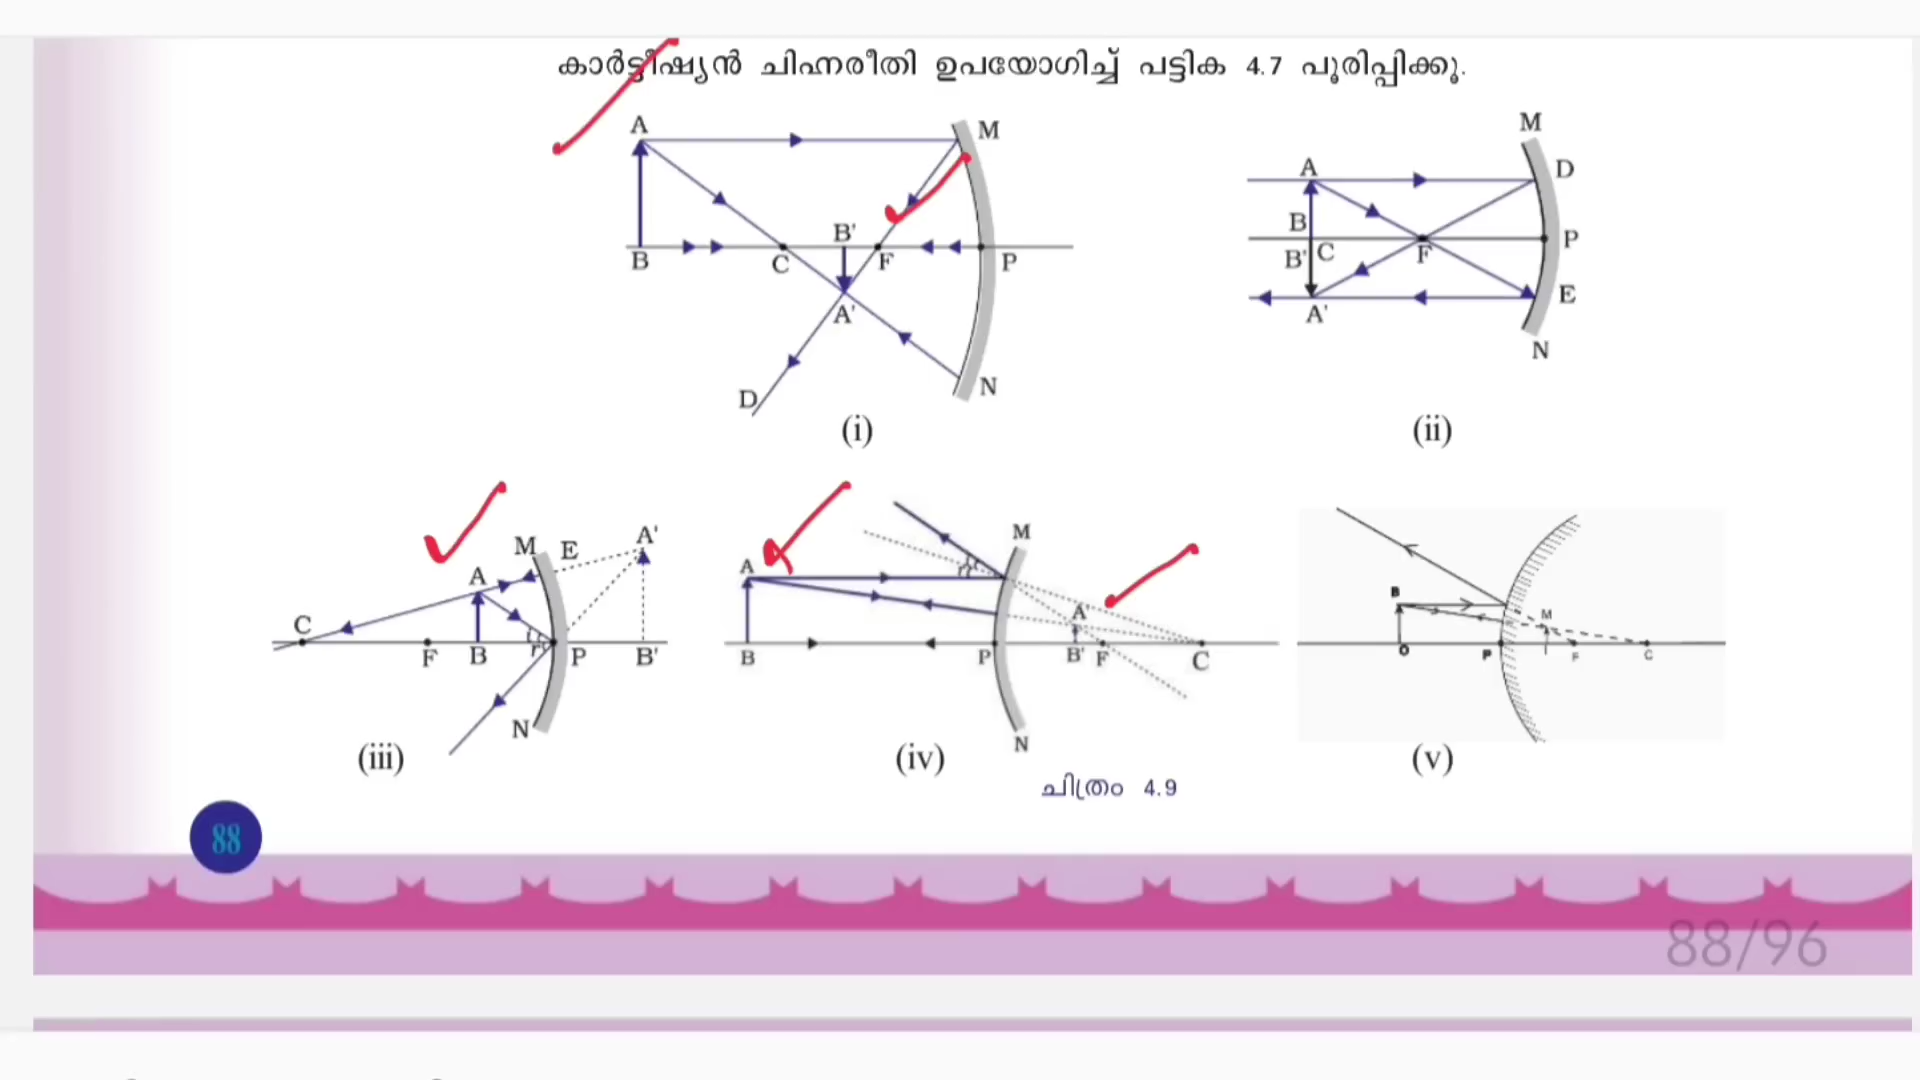 കാർട്ടീഷ്യൻ ചിഹ്നരീതി ഉപയോഗിച്ച് പട്ടിക 4.7 പൂരിപ്പിക്കൂ.
A M
B C B' F P
A'
D N
(i)
M
A D
B
B' C F P
A' E
N
(ii)
M E A'
A
C F B r P B'
N
(iii)
M
A
A'
B P B' F C
N
(iv)
B M
O P F C
(v)
ചിത്രം 4.9
88
88/96